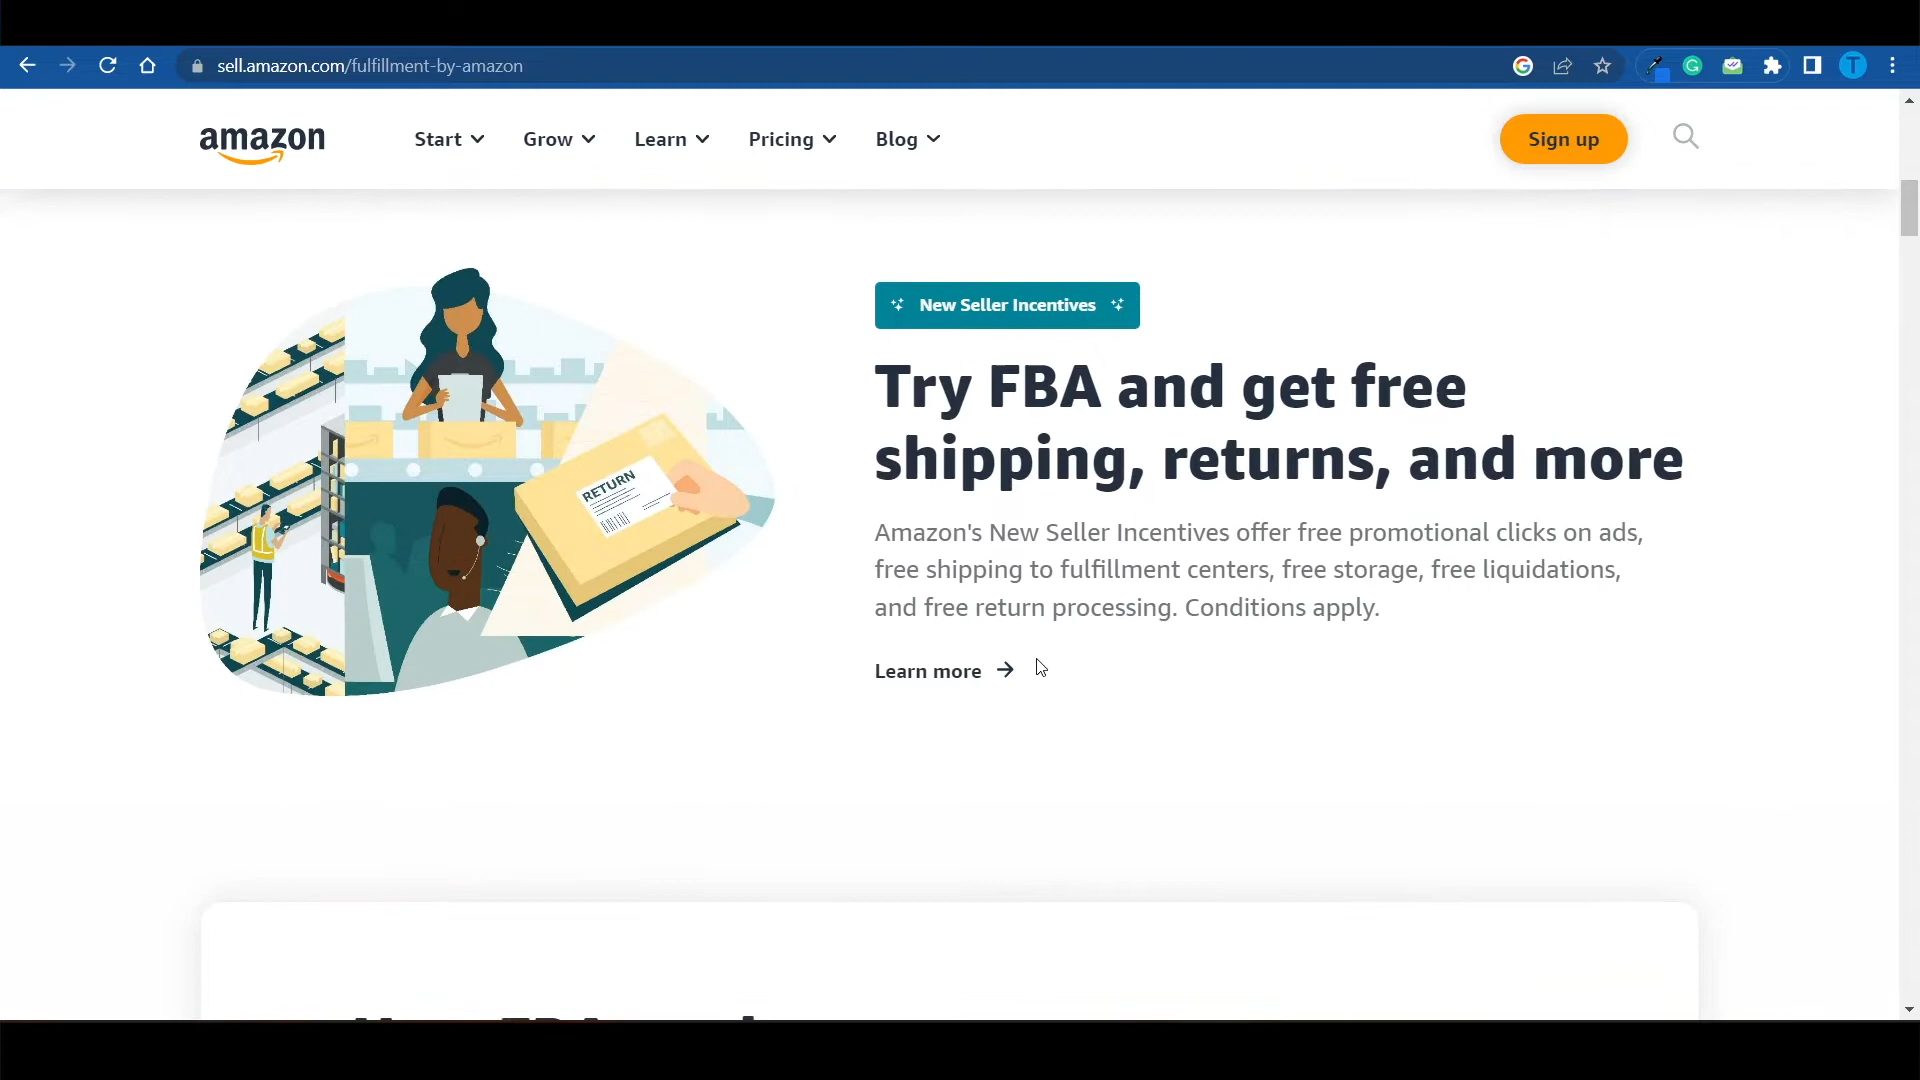 sell.amazon.com/fulfillment-by-amazon
T
amazon
Start
Grow
Learn
Pricing
Blog
Sign up
New Seller Incentives
Try FBA and get free
shipping, returns, and more
Amazon's New Seller Incentives offer free promotional clicks on ads,
free shipping to fulfillment centers, free storage, free liquidations,
and free return processing. Conditions apply.
Learn more
RETURN